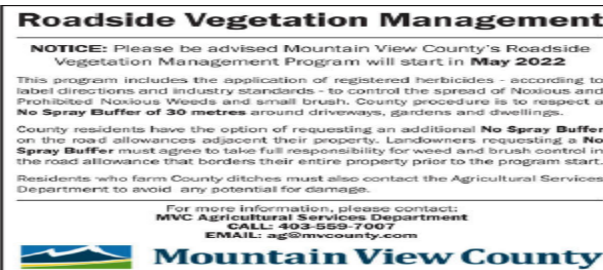 Roadside Vegetation Management
NOTICE: Please be advised Mountain View County's Roadside
Vegetation Management Program will start in May 2022
This program includes the application of registered herbicides - according to
label directions and industry standards - to control the spread of Noxious and
Prohibited Noxious Weeds and small brush. County procedure is to respect a
No Spray Buffer of 30 metres around driveways, gardens and dwellings.
County residents have the option of requesting an additional No Spray Buffer
on the road allowances adjacent their property. Landowners requesting a No
Spray Buffer must agree to take full responsibility for weed and brush control in
the road allowance that borders their entire property prior to the program start.
Residents who farm County ditches must also contact the Agricultural Services
Department to avoid any potential for damage.
For more information, please contact:
MVC Agricultural Services Department
CALL: 403-559-7007
EMAIL: ag@mvcounty.com
Mountain View County